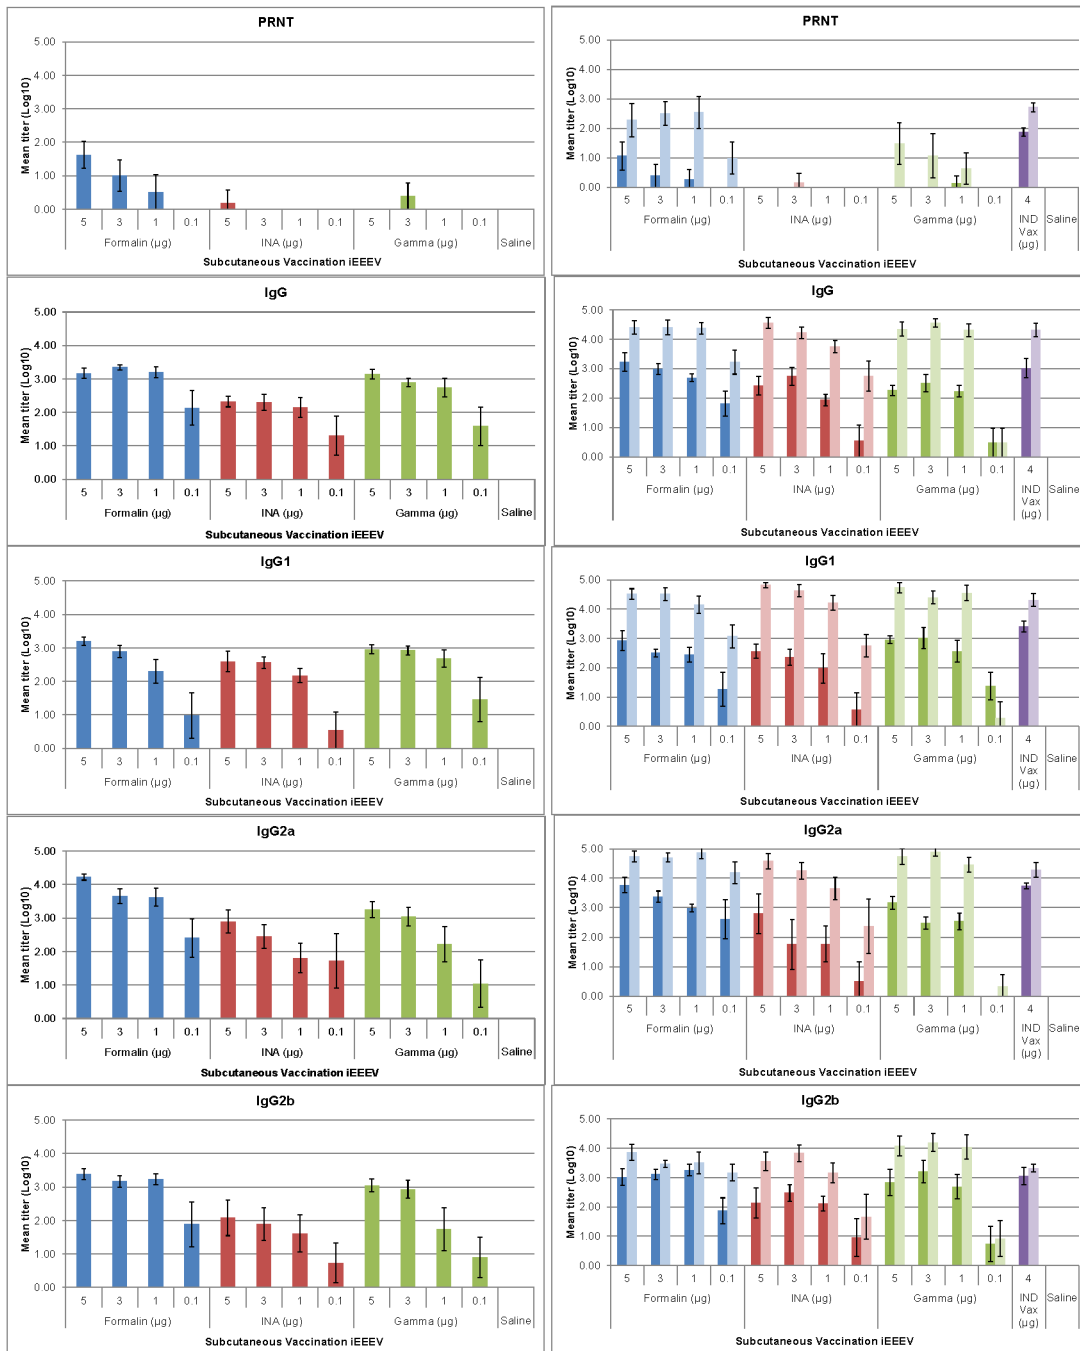 PRNT
5.00
4.00
3.00
2.00
1.00
0.00
Mean titer (Log10)
5 3 1 0.1 5 3 1 0.1 5 3 1 0.1
Formalin (µg) INA (µg) Gamma (µg) Saline
Subcutaneous Vaccination iEEEV
PRNT
5.00
4.00
3.00
2.00
1.00
0.00
Mean titer (Log10)
5 3 1 0.1 5 3 1 0.1 5 3 1 0.1 4
Formalin (µg) INA (µg) Gamma (µg) IND Saline
Vax
(µg)
Subcutaneous Vaccination iEEEV
IgG
5.00
4.00
3.00
2.00
1.00
0.00
Mean titer (Log10)
5 3 1 0.1 5 3 1 0.1 5 3 1 0.1
Formalin (µg) INA (µg) Gamma (µg) Saline
Subcutaneous Vaccination iEEEV
IgG
5.00
4.00
3.00
2.00
1.00
0.00
Mean titer (Log10)
5 3 1 0.1 5 3 1 0.1 5 3 1 0.1 4
Formalin (µg) INA (µg) Gamma (µg) IND Saline
Vax
(µg)
Subcutaneous Vaccination iEEEV
IgG1
5.00
4.00
3.00
2.00
1.00
0.00
Mean titer (Log10)
5 3 1 0.1 5 3 1 0.1 5 3 1 0.1
Formalin (µg) INA (µg) Gamma (µg) Saline
Subcutaneous Vaccination iEEEV
IgG1
5.00
4.00
3.00
2.00
1.00
0.00
Mean titer (Log10)
5 3 1 0.1 5 3 1 0.1 5 3 1 0.1 4
Formalin (µg) INA (µg) Gamma (µg) IND Saline
Vax
(µg)
Subcutaneous Vaccination iEEEV
IgG2a
5.00
4.00
3.00
2.00
1.00
0.00
Mean titer (Log10)
5 3 1 0.1 5 3 1 0.1 5 3 1 0.1
Formalin (µg) INA (µg) Gamma (µg) Saline
Subcutaneous Vaccination iEEEV
IgG2a
5.00
4.00
3.00
2.00
1.00
0.00
Mean titer (Log10)
5 3 1 0.1 5 3 1 0.1 5 3 1 0.1 4
Formalin (µg) INA (µg) Gamma (µg) IND Saline
Vax
(µg)
Subcutaneous Vaccination iEEEV
IgG2b
5.00
4.00
3.00
2.00
1.00
0.00
Mean titer (Log10)
5 3 1 0.1 5 3 1 0.1 5 3 1 0.1
Formalin (µg) INA (µg) Gamma (µg) Saline
Subcutaneous Vaccination iEEEV
IgG2b
5.00
4.00
3.00
2.00
1.00
0.00
Mean titer (Log10)
5 3 1 0.1 5 3 1 0.1 5 3 1 0.1 4
Formalin (µg) INA (µg) Gamma (µg) IND Saline
Vax
(µg)
Subcutaneous Vaccination iEEEV